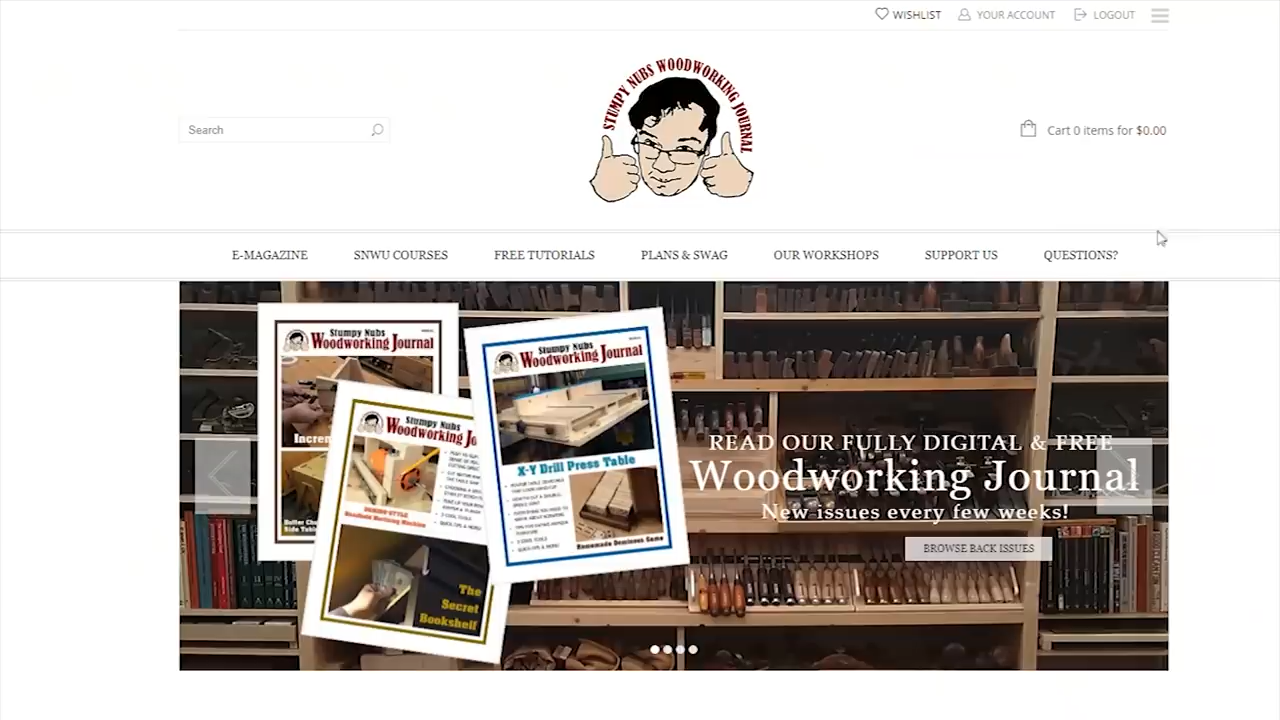 WISHLIST
YOUR ACCOUNT
LOGOUT
STUMPY NUBS WOODWORKING JOURNAL
Search
Cart 0 items for $0.00
E-MAGAZINE
SNWU COURSES
FREE TUTORIALS
PLANS & SWAG
OUR WORKSHOPS
SUPPORT US
QUESTIONS?
Stumpy Nubs
Woodworking Journal
Stumpy Nubs
Woodworking Journal
X-Y Drill Press Table
Homemade Dominoes Game
Stumpy Nubs
Woodworking Jo
The
Secret
Bookshelf
READ OUR FULLY DIGITAL & FREE
Woodworking Journal
New issues every few weeks!
BROWSE BACK ISSUES